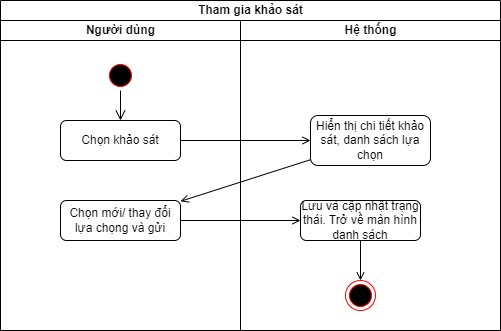 Tham gia khảo sát
Người dùng
Hệ thống
Chọn khảo sát
Hiển thị chi tiết khảo
sát, danh sách lựa
chọn
Chọn mới/ thay đổi
lựa chọng và gửi
Lưu và cập nhật trạng
thái. Trở về màn hình
danh sách